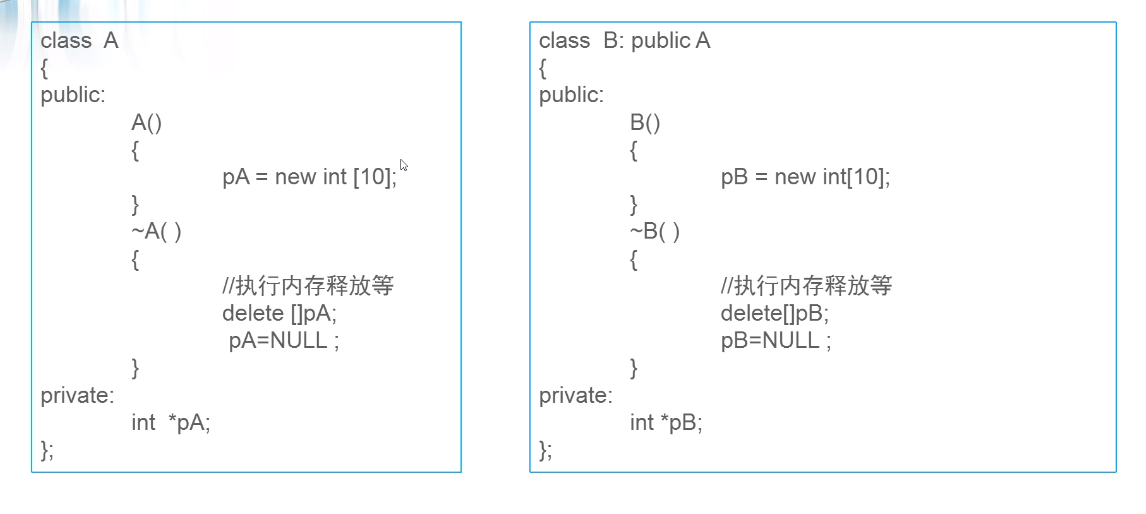 class  A
{
public:
A()
{
pA = new int [10];
}
~A( )
{
//执行内存释放等
delete []pA;
pA=NULL ;
}
private:
int  *pA;
};
class  B: public A
{
public:
B()
{
pB = new int[10];
}
~B( )
{
//执行内存释放等
delete[]pB;
pB=NULL ;
}
private:
int *pB;
};